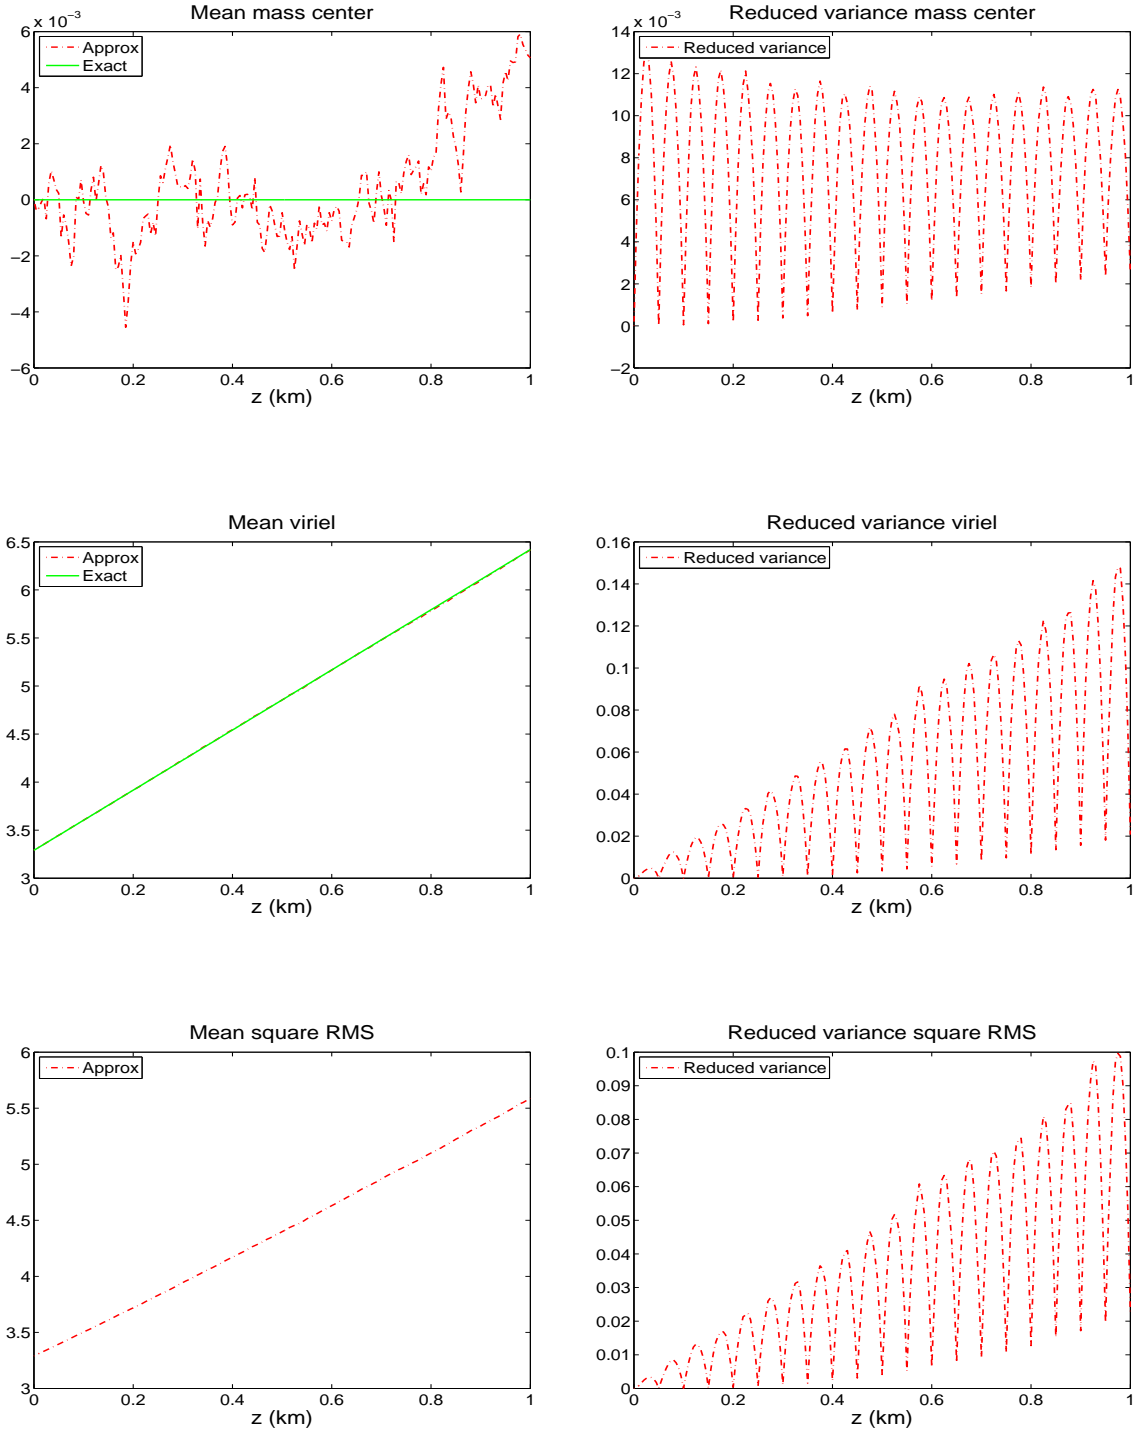 Mean mass center
x 10⁻³
6
4
2
0
−2
−4
−6
Approx
Exact
0 0.2 0.4 0.6 0.8 1
z (km)
Reduced variance mass center
x 10⁻³
14
12
10
8
6
4
2
0
−2
Reduced variance
0 0.2 0.4 0.6 0.8 1
z (km)
Mean viriel
6.5
6
5.5
5
4.5
4
3.5
3
Approx
Exact
0 0.2 0.4 0.6 0.8 1
z (km)
Reduced variance viriel
0.16
0.14
0.12
0.1
0.08
0.06
0.04
0.02
0
Reduced variance
0 0.2 0.4 0.6 0.8 1
z (km)
Mean square RMS
6
5.5
5
4.5
4
3.5
3
Approx
0 0.2 0.4 0.6 0.8 1
z (km)
Reduced variance square RMS
0.1
0.09
0.08
0.07
0.06
0.05
0.04
0.03
0.02
0.01
0
Reduced variance
0 0.2 0.4 0.6 0.8 1
z (km)